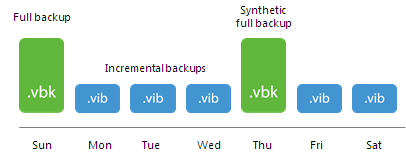 Full backup
Synthetic
full backup
Incremental backups
.vbk
.vib
.vib
.vib
.vbk
.vib
.vib
Sun
Mon
Tue
Wed
Thu
Fri
Sat